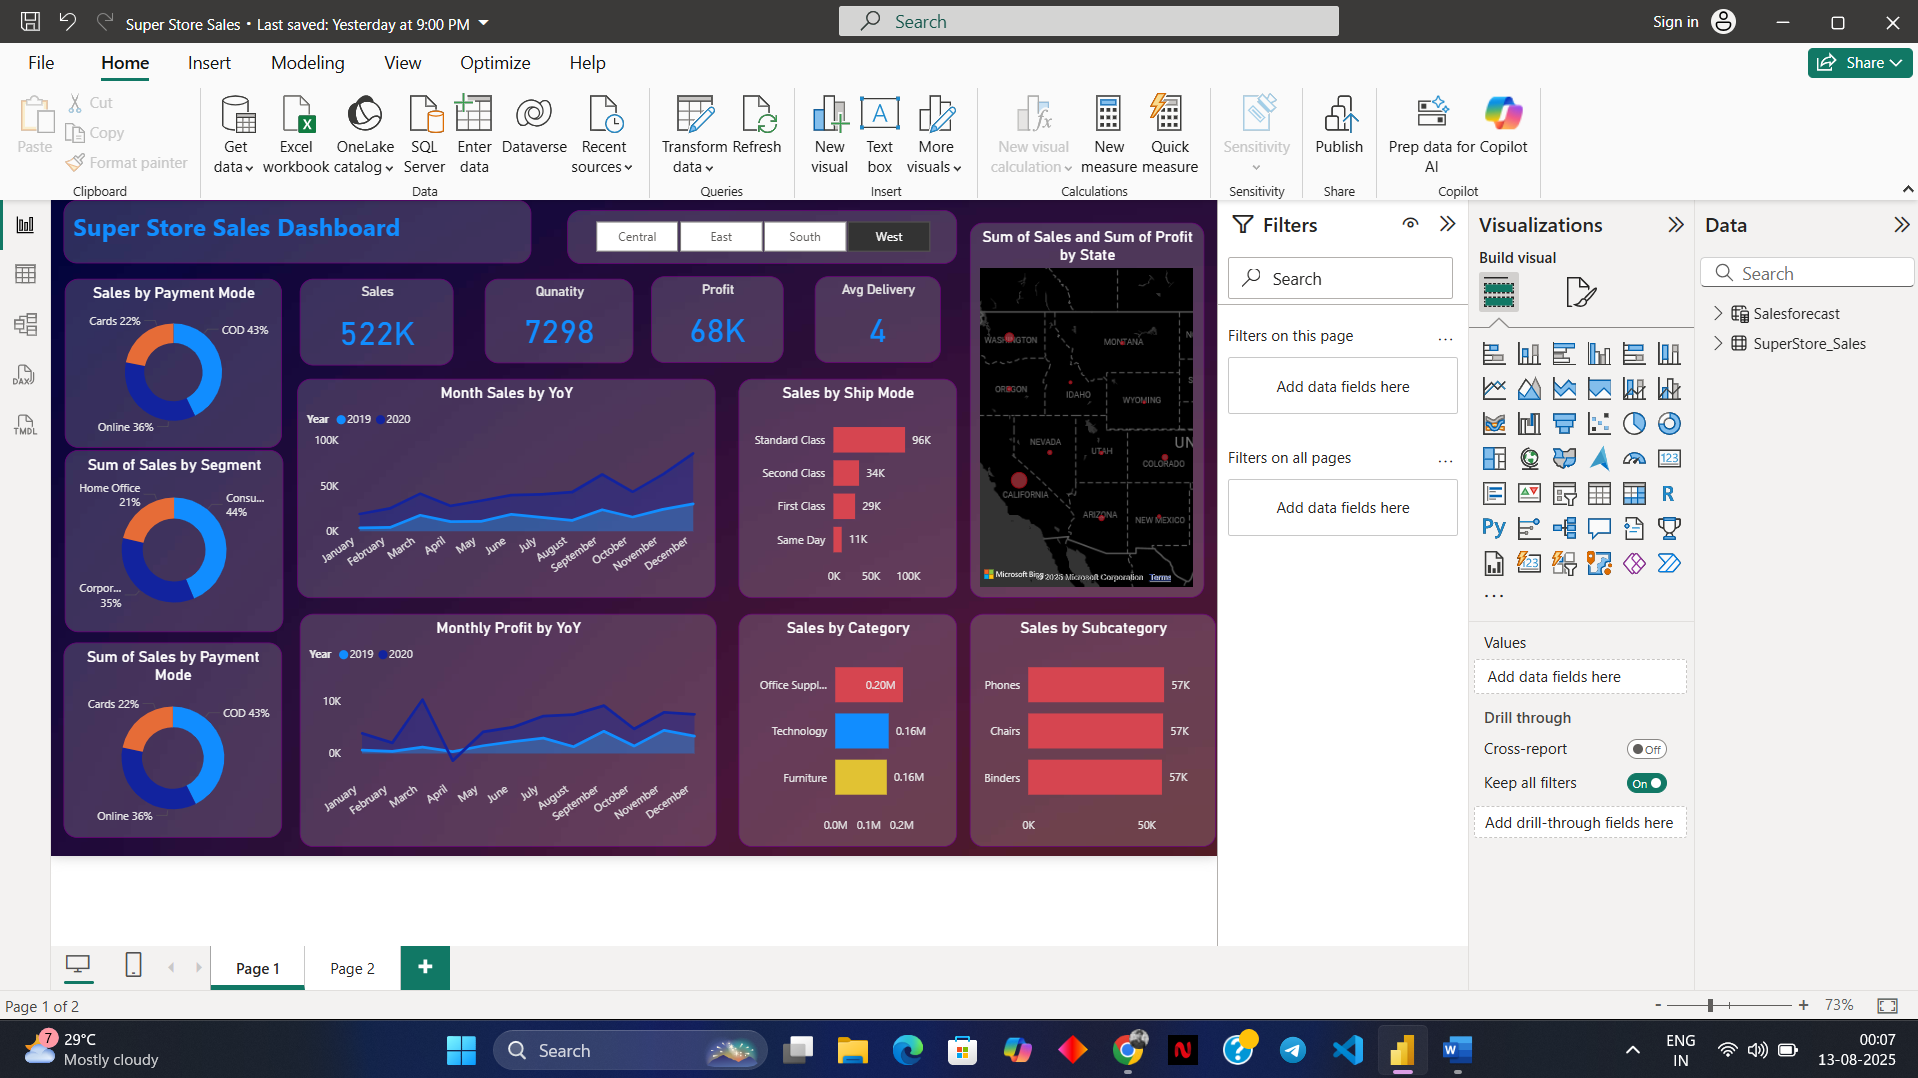 Super Store Sales • Last saved: Yesterday at 9:00 PM
Search
Sign in
File
Home
Insert
Modeling
View
Optimize
Help
Share
Paste
Cut
Copy
Format painter
Clipboard
Get data
Excel workbook
OneLake catalog
SQL Server
Enter data
Dataverse
Recent sources
Data
Transform data
Refresh
Queries
New visual
Text box
More visuals
Insert
New visual calculation
New measure
Quick measure
Calculations
Sensitivity
Sensitivity
Publish
Share
Prep data for AI
Copilot
Copilot
Super Store Sales Dashboard
Central
East
South
West
Sales by Payment Mode
Cards 22%
COD 43%
Online 36%
Sales
522K
Qunatity
7298
Profit
68K
Avg Delivery
4
Sum of Sales and Sum of Profit
by State
WASHINGTON
MONTANA
OREGON
IDAHO
WYOMING
NEVADA
UTAH
UN
COLORADO
CALIFORNIA
ARIZONA
NEW MEXICO
Microsoft Bing
© 2025 Microsoft Corporation
Terms
Sum of Sales by Segment
Home Office
21%
Consu...
44%
Corpor...
35%
Month Sales by YoY
Year 2019 2020
100K
50K
0K
January
February
March
April
May
June
July
August
September
October
November
December
Sales by Ship Mode
Standard Class 96K
Second Class 34K
First Class 29K
Same Day 11K
0K 50K 100K
Sum of Sales by Payment
Mode
Cards 22%
COD 43%
Online 36%
Monthly Profit by YoY
Year 2019 2020
10K
0K
January
February
March
April
May
June
July
August
September
October
November
December
Sales by Category
Office Suppl... 0.20M
Technology 0.16M
Furniture 0.16M
0.0M 0.1M 0.2M
Sales by Subcategory
Phones 57K
Chairs 57K
Binders 57K
0K 50K
Filters
Search
Filters on this page ...
Add data fields here
Filters on all pages ...
Add data fields here
Visualizations
Build visual
123
R
Py
123
...
Values
Add data fields here
Drill through
Cross-report Off
Keep all filters On
Add drill-through fields here
Data
Search
Salesforecast
SuperStore_Sales
DAX
TMDL
Page 1
Page 2
+
Page 1 of 2
- + 73%
7
29°C
Mostly cloudy
Search
N
ENG
IN
00:07
13-08-2025